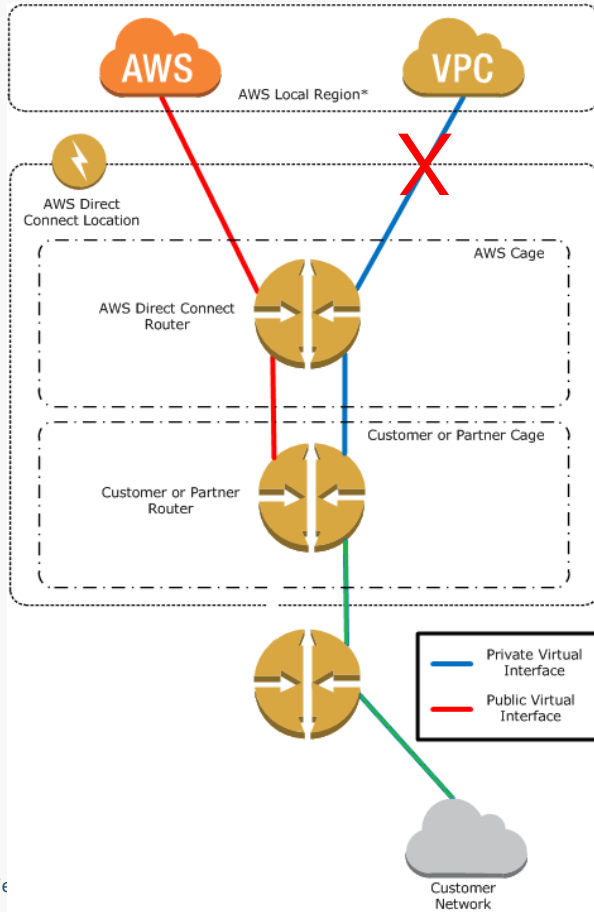 AWS
VPC
AWS Local Region*
X
AWS Direct
Connect Location
AWS Cage
AWS Direct Connect
Router
Customer or Partner Cage
Customer or Partner
Router
Private Virtual
Interface
Public Virtual
Interface
Customer
Network